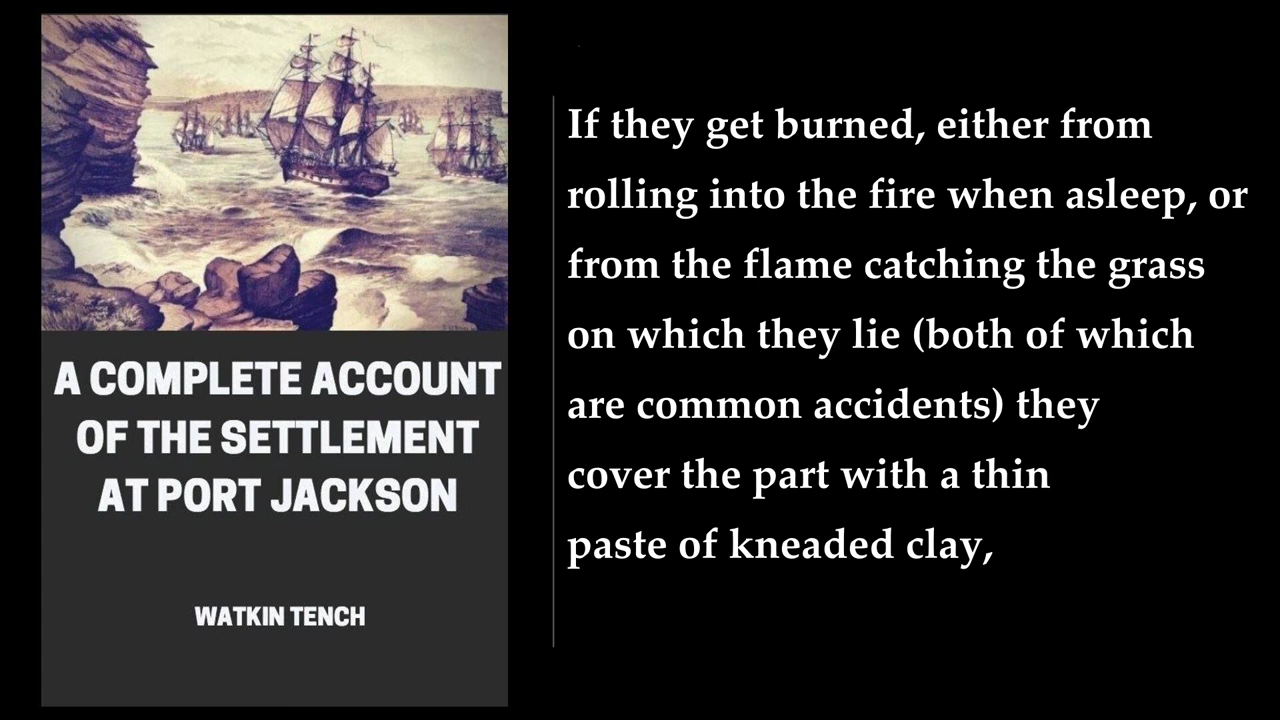 A COMPLETE ACCOUNT
OF THE SETTLEMENT
AT PORT JACKSON
WATKIN TENCH
If they get burned, either from
rolling into the fire when asleep, or
from the flame catching the grass
on which they lie (both of which
are common accidents) they
cover the part with a thin
paste of kneaded clay,